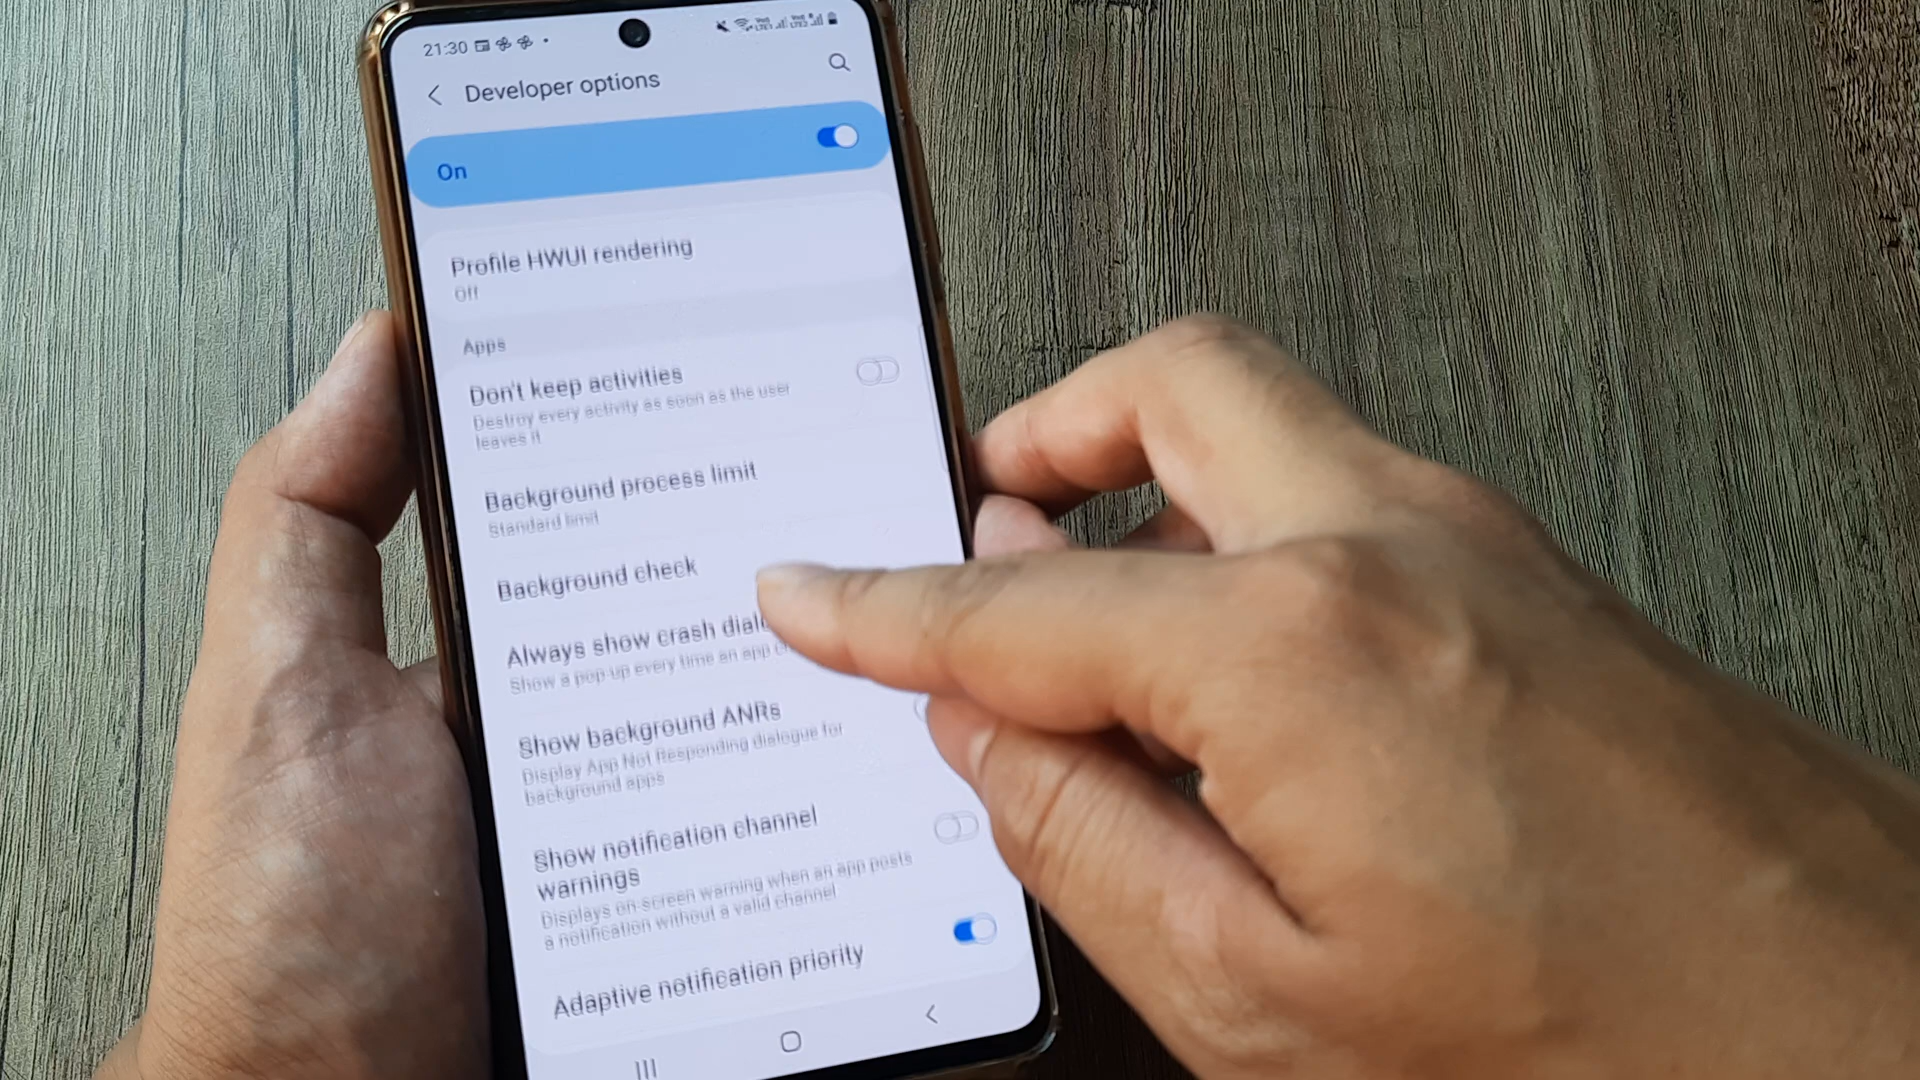 21:30
Developer options
On
Profile HWUI rendering
Off
Apps
Don't keep activities
Destroy every activity as soon as the user
leaves it
Background process limit
Standard limit
Background check
Always show crash
Show a pop-up every time an app
Show background ANRs
Display App Not Responding dialogue for
background apps
Show notification channel
warnings
Displays on-screen warning when an app posts
a notification without a valid channel
Adaptive notification priority